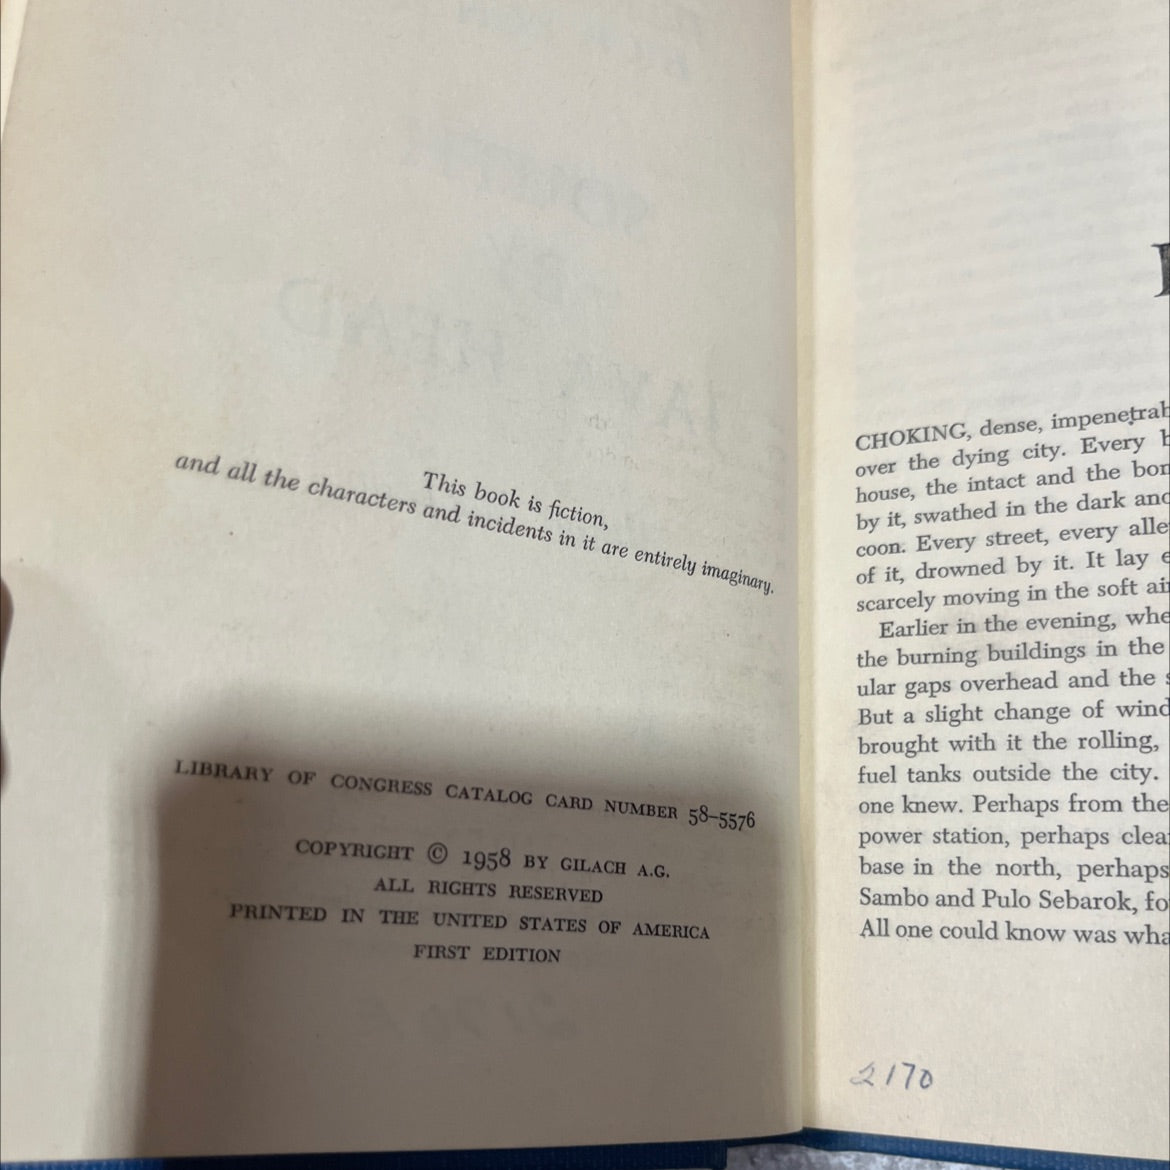 This book is fiction,
and all the characters and incidents in it are entirely imaginary.
LIBRARY OF CONGRESS CATALOG CARD NUMBER 58–5576
COPYRIGHT © 1958 BY GILACH A.G.
ALL RIGHTS RESERVED
PRINTED IN THE UNITED STATES OF AMERICA
FIRST EDITION
CHOKING, dense, impenetrab
over the dying city. Every b
house, the intact and the bom
by it, swathed in the dark and
coon. Every street, every alle
of it, drowned by it. It lay e
scarcely moving in the soft air
Earlier in the evening, whe
the burning buildings in the
ular gaps overhead and the s
But a slight change of wind
brought with it the rolling,
fuel tanks outside the city.
one knew. Perhaps from the
power station, perhaps clea
base in the north, perhaps
Sambo and Pulo Sebarok, fo
All one could know was wha
2170